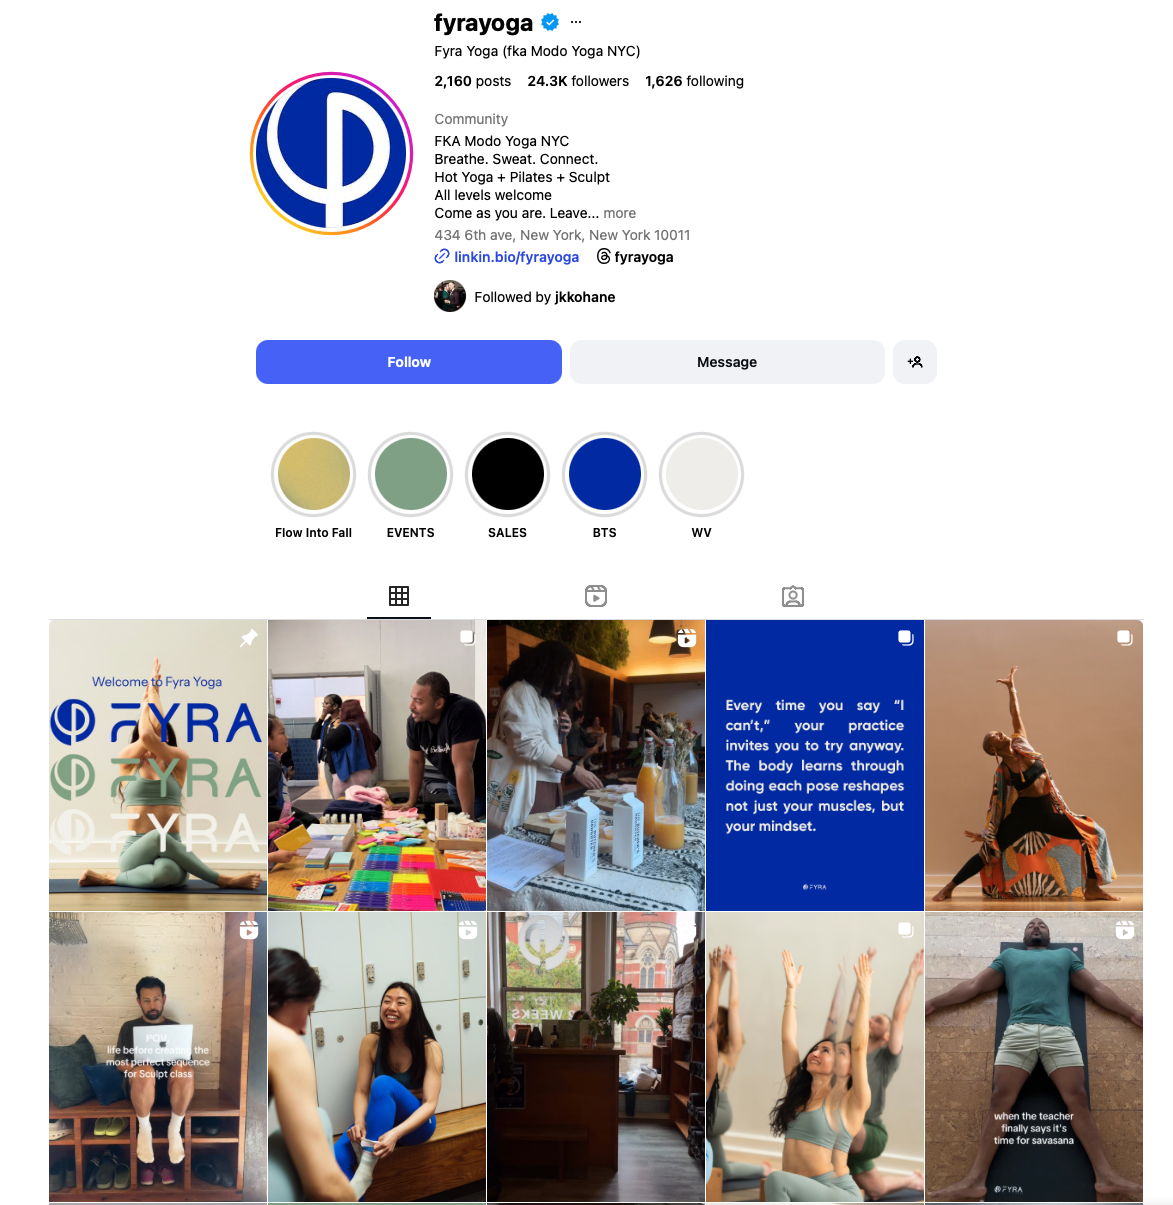 fyrayoga
Fyra Yoga (fka Modo Yoga NYC)
2,160 posts 24.3K followers 1,626 following
Community
FKA Modo Yoga NYC
Breathe. Sweat. Connect.
Hot Yoga + Pilates + Sculpt
All levels welcome
Come as you are. Leave... more
434 6th ave, New York, New York 10011
linkin.bio/fyrayoga fyrayoga
Followed by jkkohane
Follow Message
Flow Into Fall EVENTS SALES BTS WV
Welcome to Fyra Yoga
FYRA
FYRA
FYRA
Every time you say “I
can’t,” your practice
invites you to try anyway.
The body learns through
doing each pose reshapes
not just your muscles, but
your mindset.
FYRA
POV:
life before creating the
most perfect sequence
for Sculpt class
WEEKS
when the teacher
finally says it's
time for savasana
FYRA